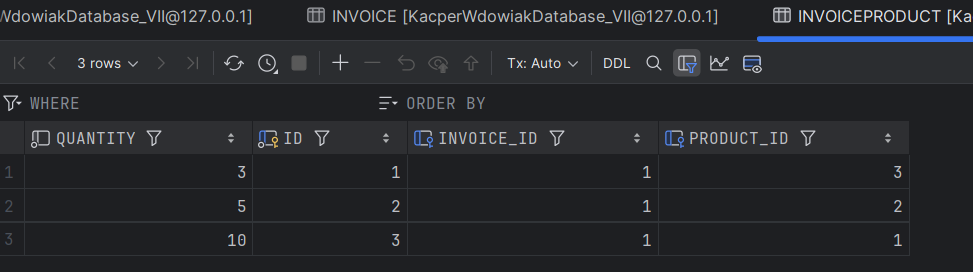 WdowiakDatabase_VII@127.0.0.1] INVOICE [KacperWdowiakDatabase_VII@127.0.0.1] INVOICEPRODUCT [Ka
3 rows Tx: Auto DDL
WHERE ORDER BY
QUANTITY ID INVOICE_ID PRODUCT_ID
1 3 1 1 3
2 5 2 1 2
3 10 3 1 1